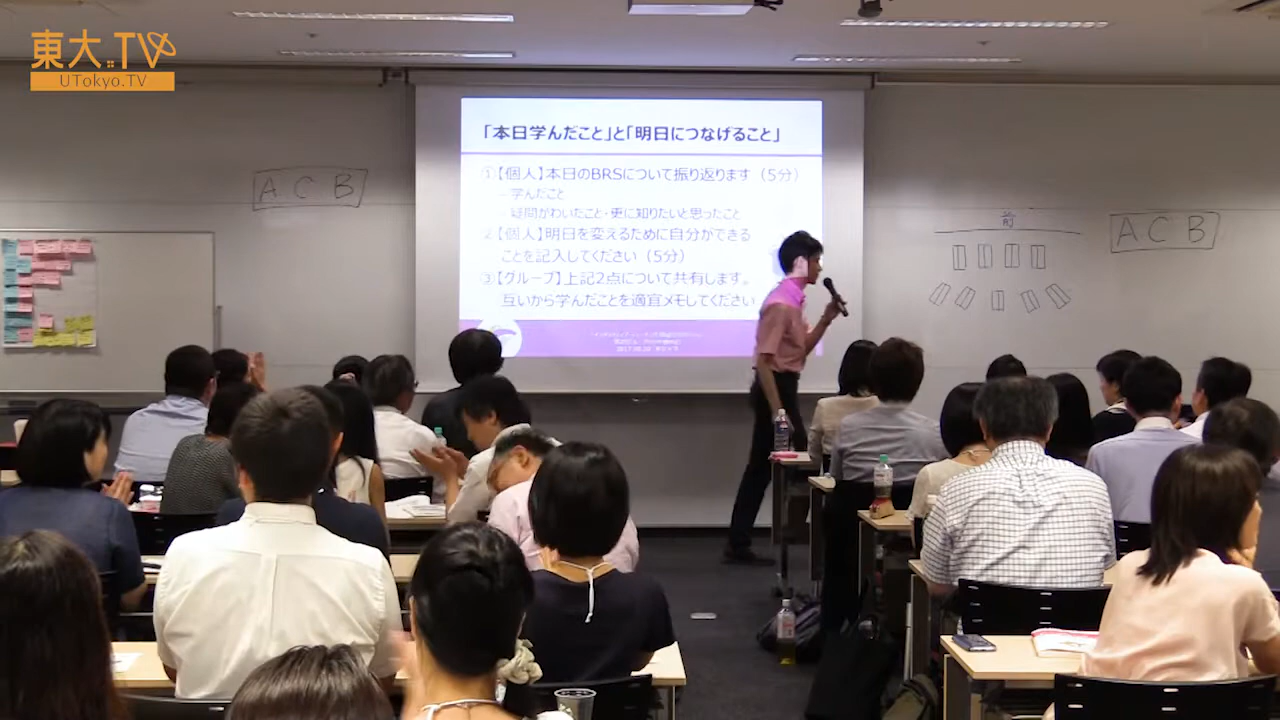 東大TV
UTokyo.TV
「本日学んだこと」と「明日につなげること」
①【個人】本日のBRSについて振り返ります（5分）
– 学んだこと
– 疑問がわいたこと・更に知りたいと思ったこと
②【個人】明日を変えるために自分ができる
ことを記入してください（5分）
③【グループ】上記2点について共有します。
互いから学んだことを適宜メモしてください
A C B
前
A C B